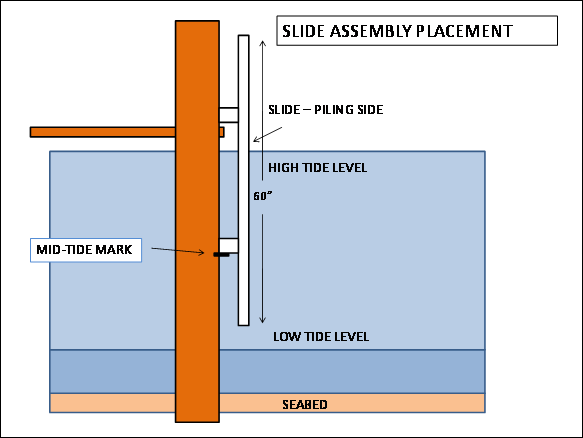 SLIDE ASSEMBLY PLACEMENT
SLIDE – PILING SIDE
HIGH TIDE LEVEL
60"
MID-TIDE MARK
LOW TIDE LEVEL
SEABED